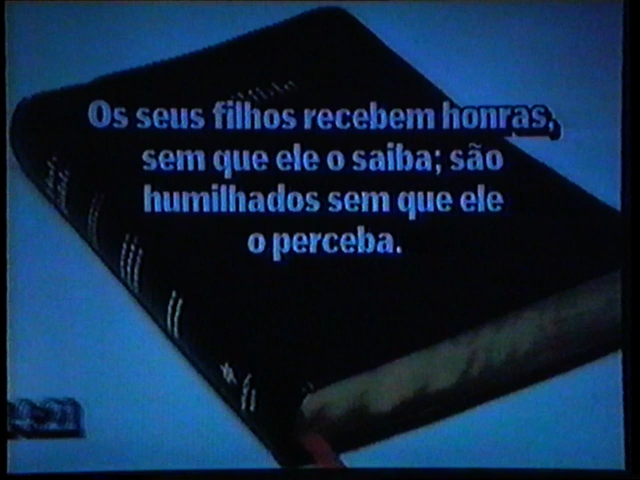 Os seus filhos recebem honras,
sem que ele o saiba; são
humilhados sem que ele
o perceba.